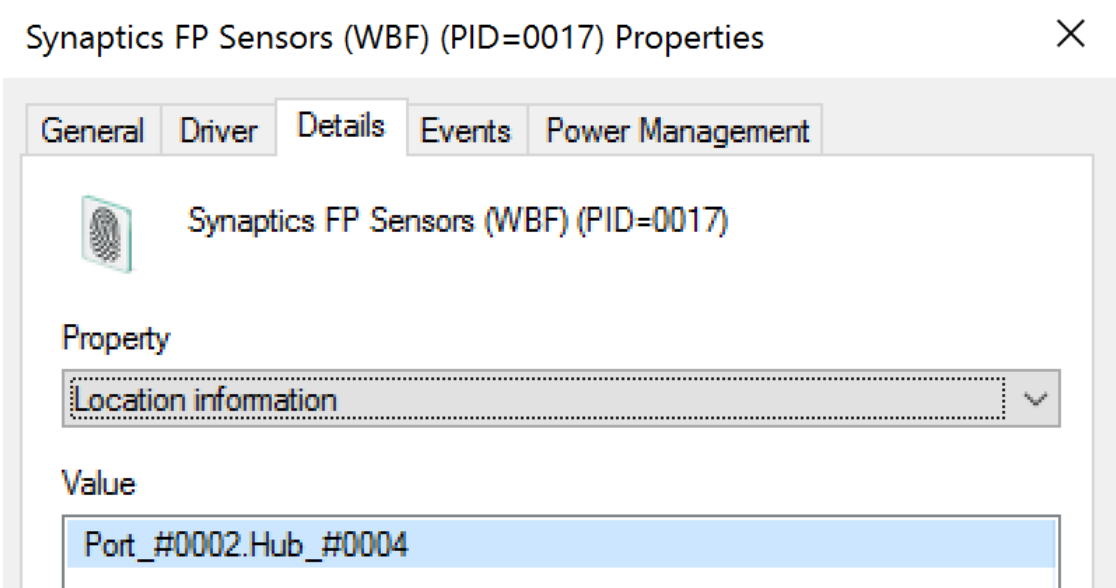 Synaptics FP Sensors (WBF) (PID=0017) Properties
General Driver Details Events Power Management
Synaptics FP Sensors (WBF) (PID=0017)
Property
Location information
Value
Port_#0002.Hub_#0004